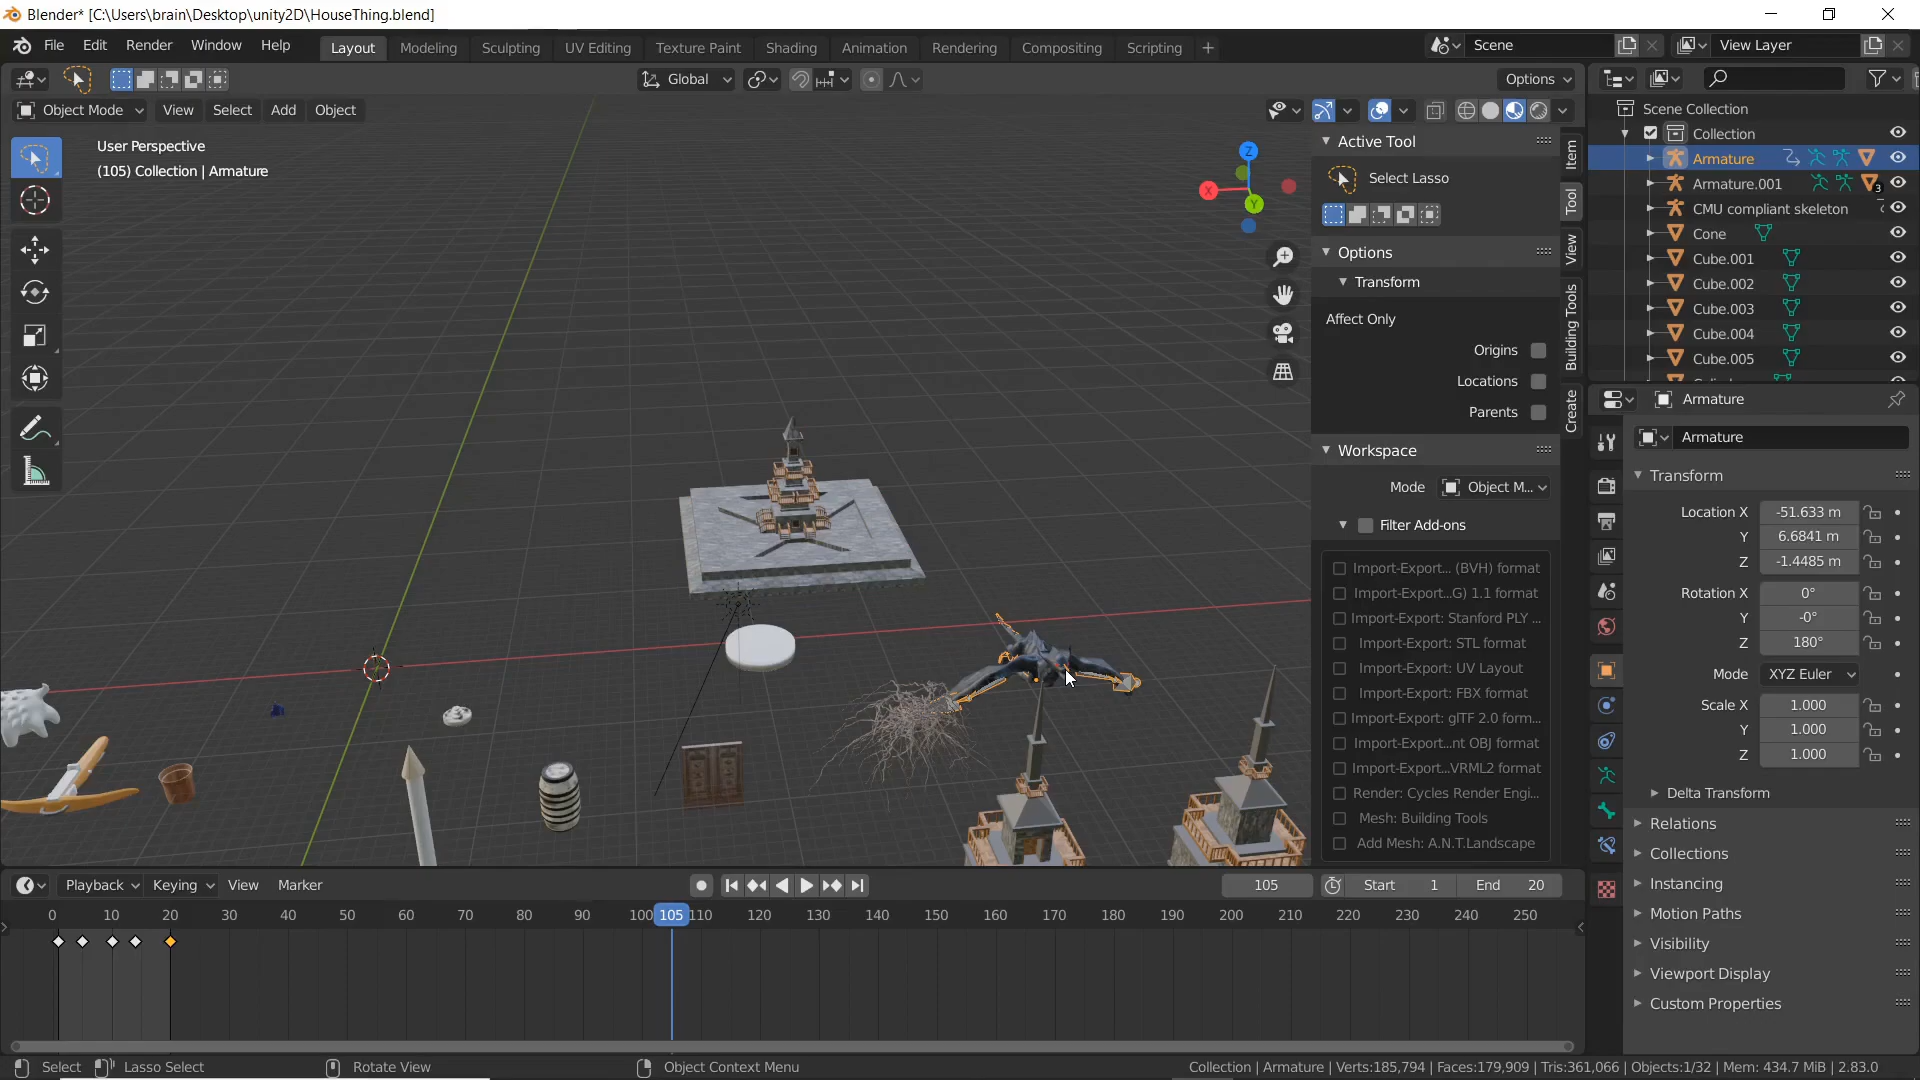 Blender* [C:\Users\brain\Desktop\unity2D\HouseThing.blend]
File Edit Render Window Help Layout Modeling Sculpting UV Editing Texture Paint Shading Animation Rendering Compositing Scripting + Scene View Layer
Global Options
Object Mode View Select Add Object
User Perspective
(105) Collection | Armature
Z
X
Y
Active Tool
Select Lasso
Options
Transform
Affect Only
Origins
Locations
Parents
Workspace
Mode Object M...
Filter Add-ons
Import-Export... (BVH) format
Import-Export...G) 1.1 format
Import-Export: Stanford PLY ...
Import-Export: STL format
Import-Export: UV Layout
Import-Export: FBX format
Import-Export: glTF 2.0 form...
Import-Export...nt OBJ format
Import-Export...VRML2 format
Render: Cycles Render Engi...
Mesh: Building Tools
Add Mesh: A.N.T.Landscape
Item
Tool
View
Building Tools
Create
Scene Collection
Collection
Armature
Armature.001 3
CMU compliant skeleton
Cone
Cube.001
Cube.002
Cube.003
Cube.004
Cube.005
Armature
Armature
Transform
Location X -51.633 m
Y 6.6841 m
Z -1.4485 m
Rotation X 0°
Y -0°
Z 180°
Mode XYZ Euler
Scale X 1.000
Y 1.000
Z 1.000
Delta Transform
Relations
Collections
Instancing
Motion Paths
Visibility
Viewport Display
Custom Properties
Playback Keying View Marker 105 Start 1 End 20
0 10 20 30 40 50 60 70 80 90 100 105 110 120 130 140 150 160 170 180 190 200 210 220 230 240 250
Select Lasso Select Rotate View Object Context Menu Collection | Armature | Verts:185,794 | Faces:179,909 | Tris:361,066 | Objects:1/32 | Mem: 434.7 MiB | 2.83.0